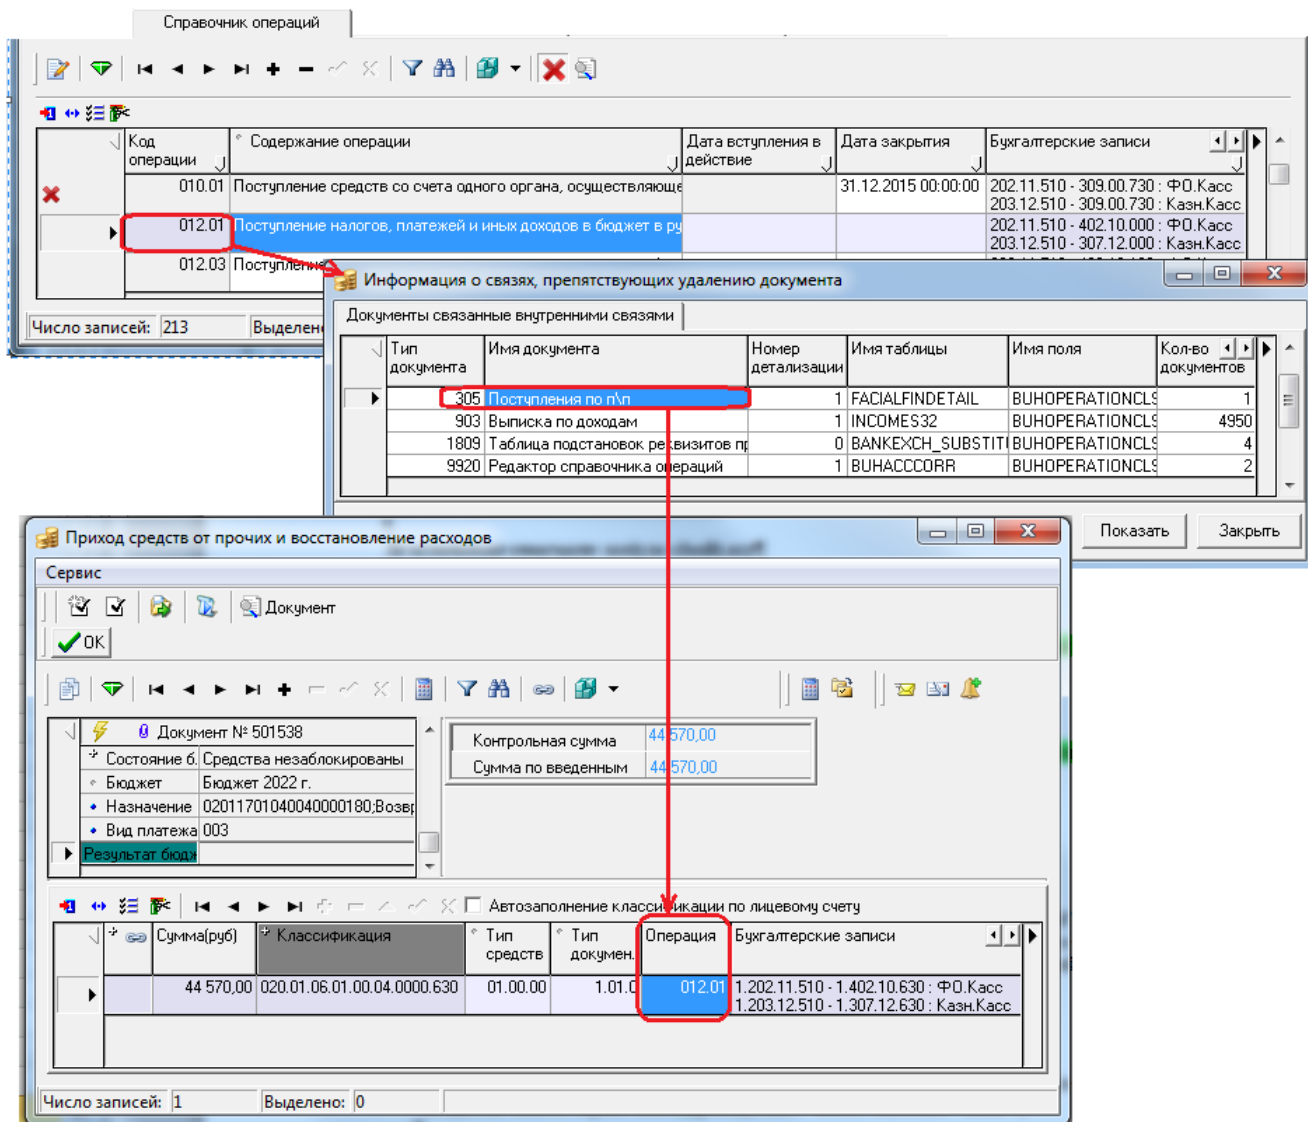 Справочник операций
Код операции
Содержание операции
Дата вступления в действие
Дата закрытия
Бухгалтерские записи
010.01 Поступление средств со счета одного органа, осуществляюще 31.12.2015 00:00:00 202.11.510 - 309.00.730 : ФО.Касс
203.12.510 - 309.00.730 : Казн.Касс
012.01 Поступление налогов, платежей и иных доходов в бюджет в ру 202.11.510 - 402.10.000 : ФО.Касс
203.12.510 - 307.12.000 : Казн.Касс
012.03 Поступление
Число записей: 213 Выделено
Информация о связях, препятствующих удалению документа
Документы связанные внутренними связями
Тип документа
Имя документа
Номер детализации
Имя таблицы
Имя поля
Кол-во документов
305 Поступления по п\п 1 FACIALFINDETAIL BUHOPERATIONCLS 1
903 Выписка по доходам 1 INCOMES32 BUHOPERATIONCLS 4950
1809 Таблица подстановок реквизитов пр 0 BANKEXCH_SUBSTIT BUHOPERATIONCLS 4
9920 Редактор справочника операций 1 BUHACCCORR BUHOPERATIONCLS 2
Показать Закрыть
Приход средств от прочих и восстановление расходов
Сервис
Документ
OK
Документ № 501538
Состояние б. Средства незаблокированы
Бюджет Бюджет 2022 г.
Назначение 02011701040040000180;Возвр
Вид платежа 003
Результат бюдж
Контрольная сумма 44 570,00
Сумма по введенным 44 570,00
Автозаполнение классификации по лицевому счету
Сумма(руб)
Классификация
Тип средств
Тип докумен.
Операция
Бухгалтерские записи
44 570,00 020.01.06.01.00.04.0000.630 01.00.00 1.01.0 012.01 1.202.11.510 - 1.402.10.630 : ФО.Касс
1.203.12.510 - 1.307.12.630 : Казн.Касс
Число записей: 1 Выделено: 0